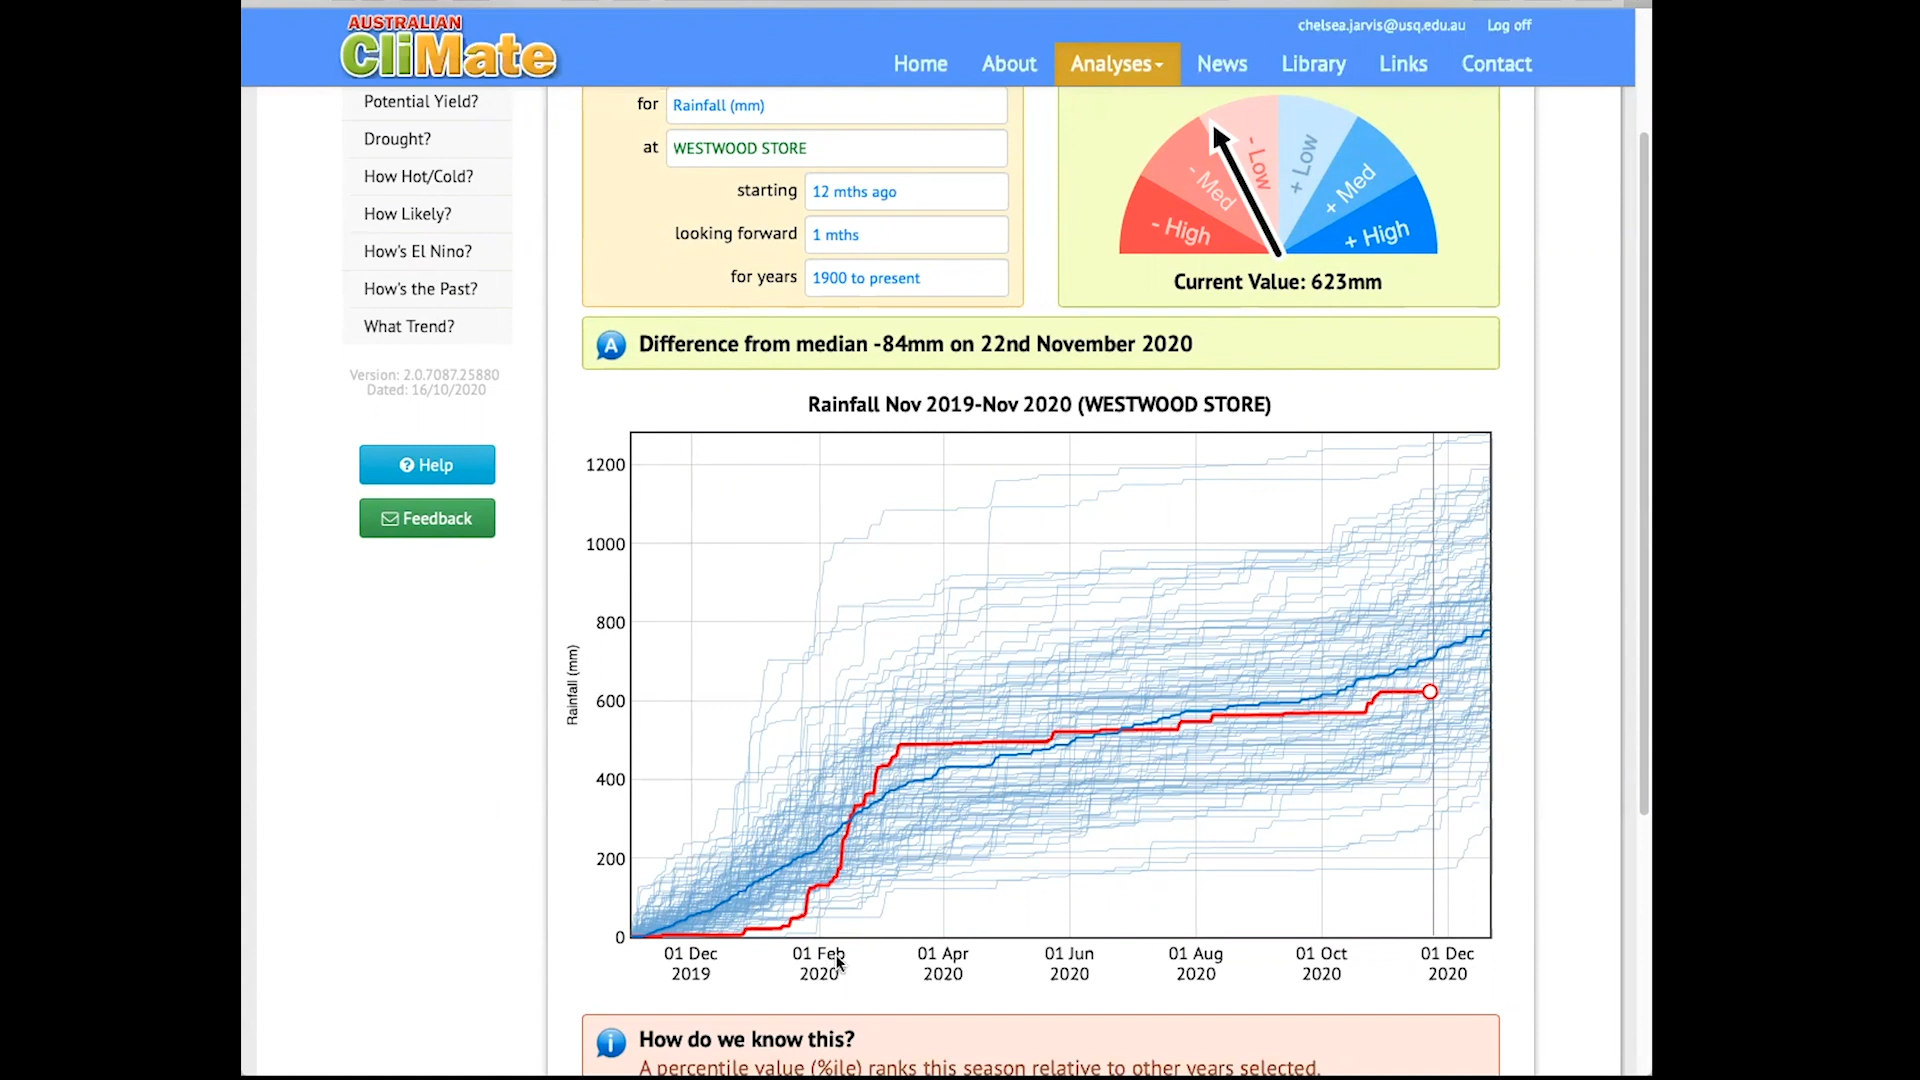 AUSTRALIAN
CliMate
chelsea.jarvis@usq.edu.au Log off
Home About Analyses News Library Links Contact
Potential Yield?
Drought?
How Hot/Cold?
How Likely?
How's El Nino?
How's the Past?
What Trend?
Version: 2.0.7087.25880
Dated: 16/10/2020
Help
Feedback
for Rainfall (mm)
at WESTWOOD STORE
starting 12 mths ago
looking forward 1 mths
for years 1900 to present
- High
- Med
- Low
+ Low
+ Med
+ High
Current Value: 623mm
A Difference from median -84mm on 22nd November 2020
Rainfall Nov 2019-Nov 2020 (WESTWOOD STORE)
Rainfall (mm)
1200
1000
800
600
400
200
0
01 Dec 01 Feb 01 Apr 01 Jun 01 Aug 01 Oct 01 Dec
2019 2020 2020 2020 2020 2020 2020
i How do we know this?
A percentile value (%ile) ranks this season relative to other years selected.